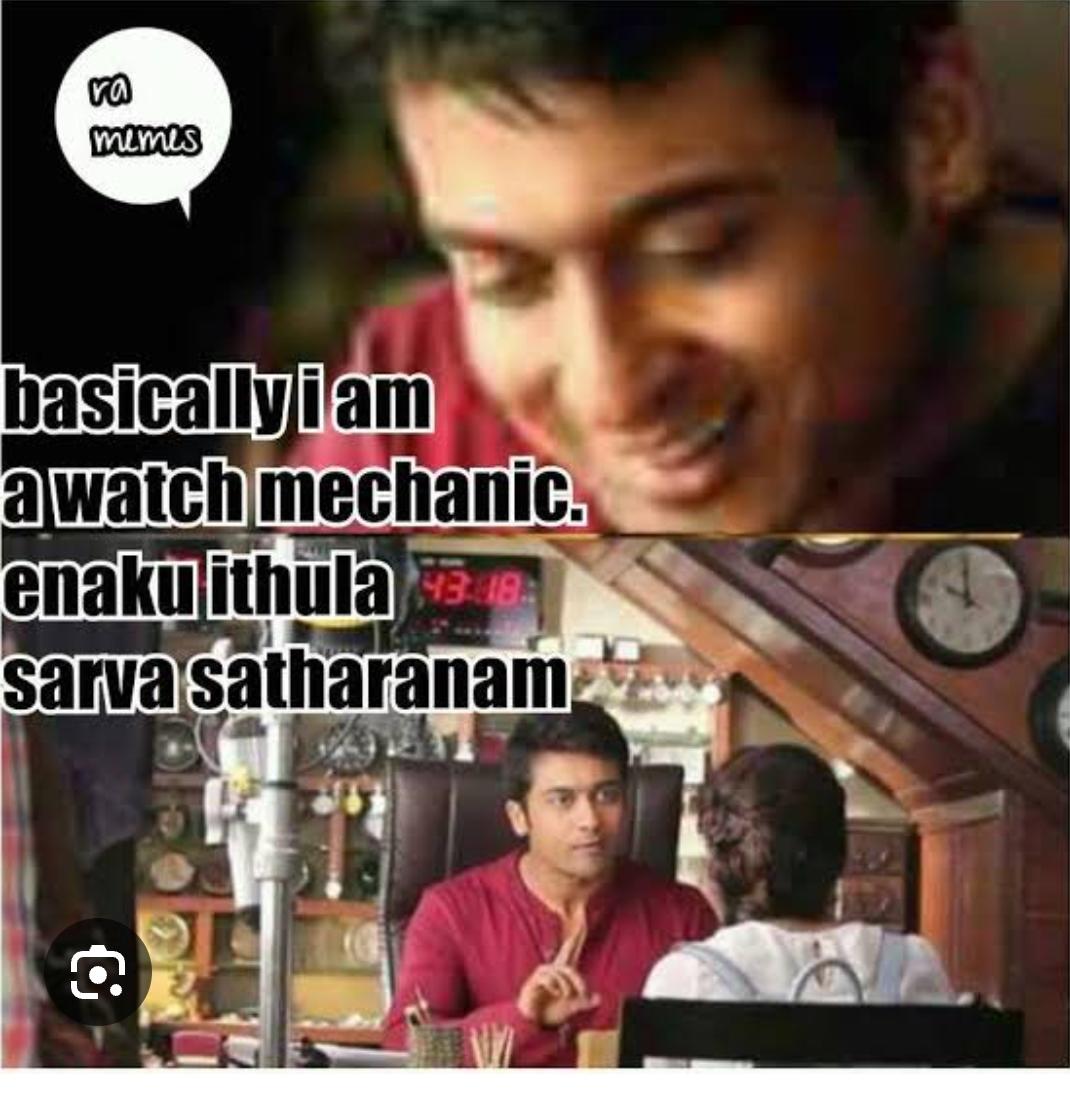 ra
memes
basically i am
a watch mechanic.
enaku ithula
43:18
sarva satharanam